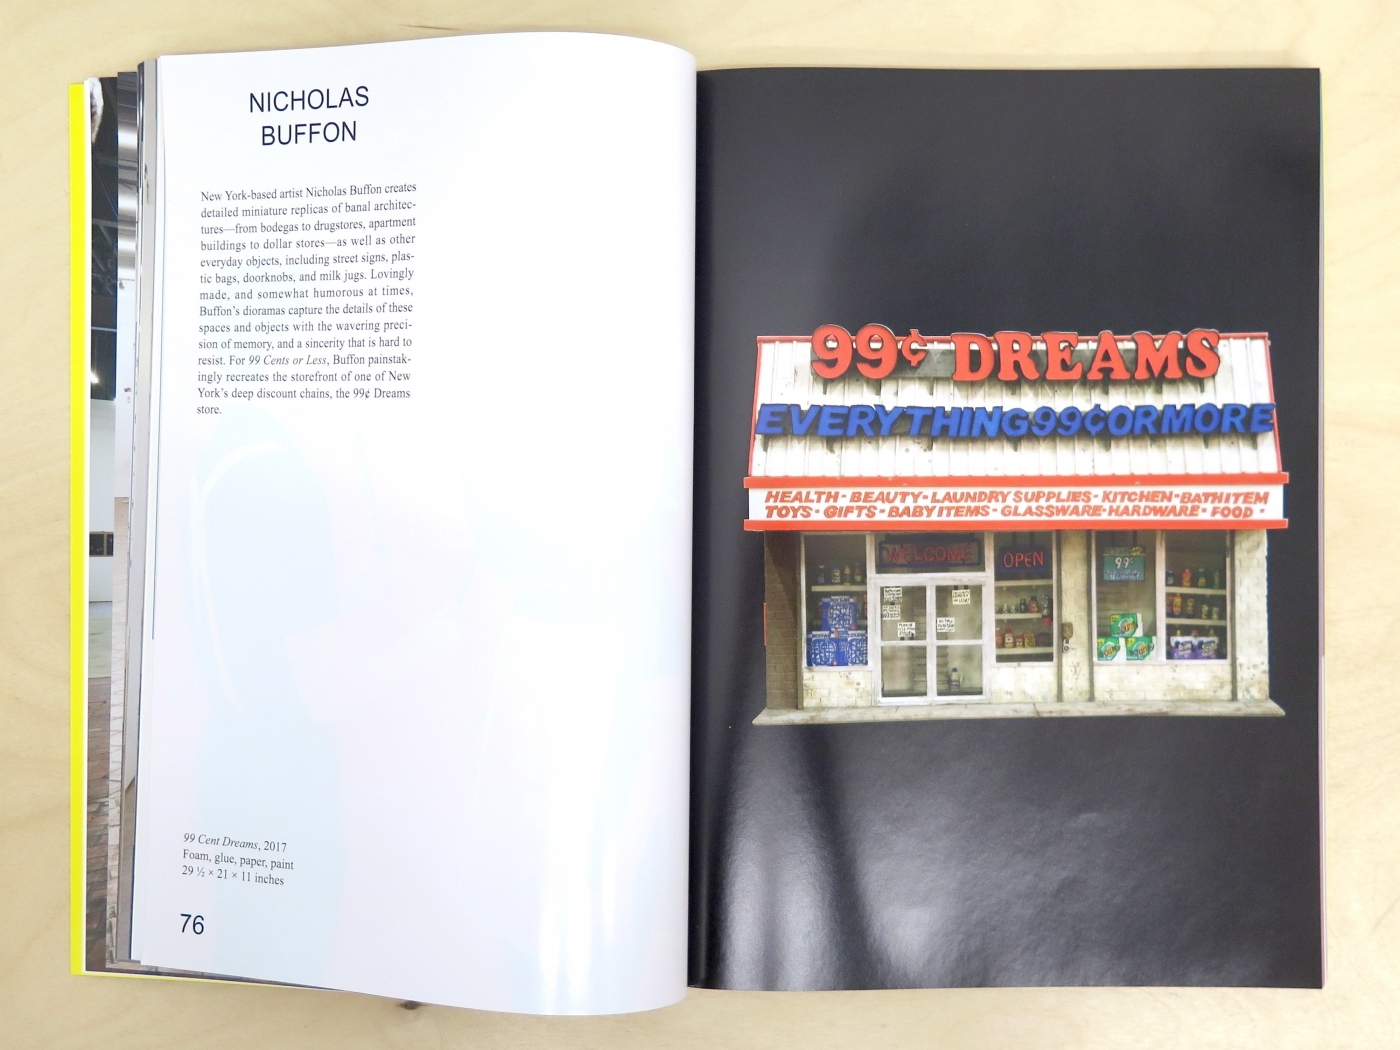 NICHOLAS
BUFFON
New York-based artist Nicholas Buffon creates
detailed miniature replicas of banal architec-
tures—from bodegas to drugstores, apartment
buildings to dollar stores—as well as other
everyday objects, including street signs, plas-
tic bags, doorknobs, and milk jugs. Lovingly
made, and somewhat humorous at times,
Buffon's dioramas capture the details of these
spaces and objects with the wavering preci-
sion of memory, and a sincerity that is hard to
resist. For 99 Cents or Less, Buffon painstak-
ingly recreates the storefront of one of New
York's deep discount chains, the 99¢ Dreams
store.
99 Cent Dreams, 2017
Foam, glue, paper, paint
29 ½ × 21 × 11 inches
76
99¢ DREAMS
EVERYTHING 99¢ OR MORE
HEALTH - BEAUTY - LAUNDRY SUPPLIES - KITCHEN - BATH ITEM
TOYS - GIFTS - BABY ITEMS - GLASSWARE - HARDWARE - FOOD -
WELCOME
OPEN
99¢